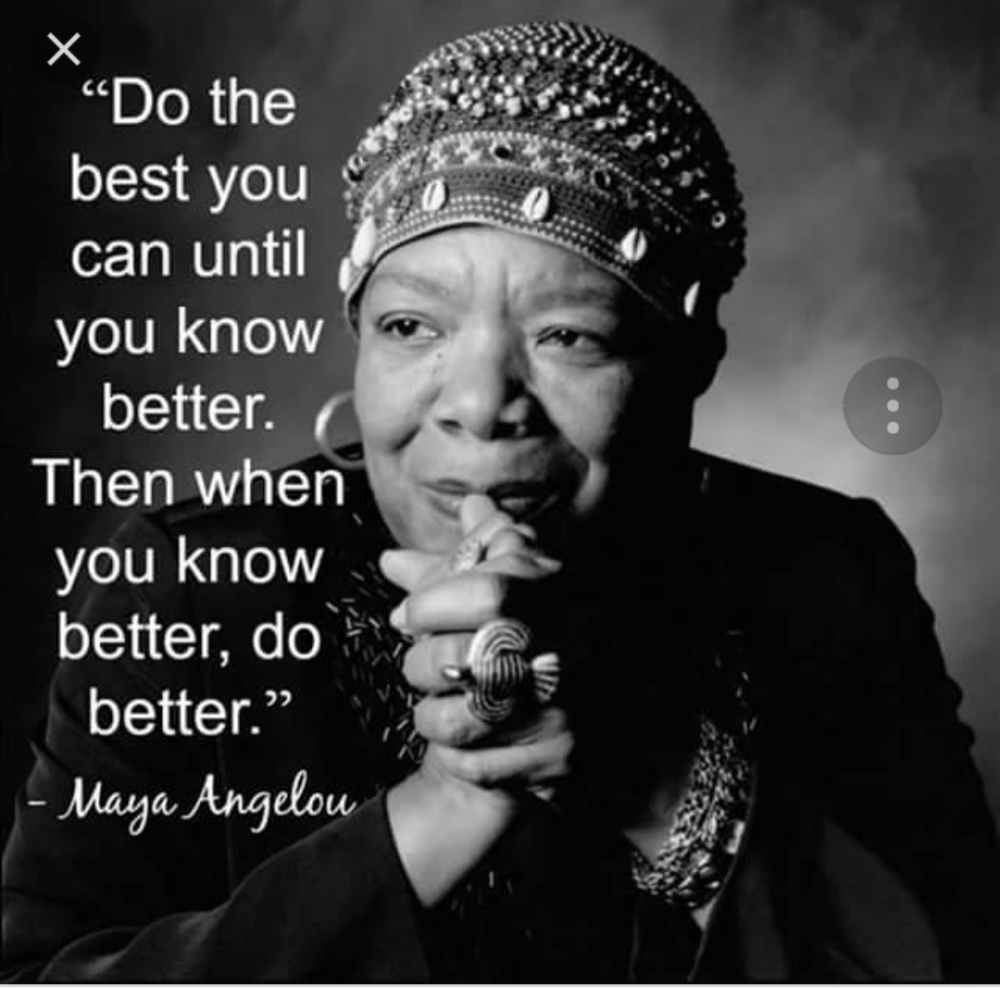 “Do the
best you
can until
you know
better.
Then when
you know
better, do
better.”
- Maya Angelou